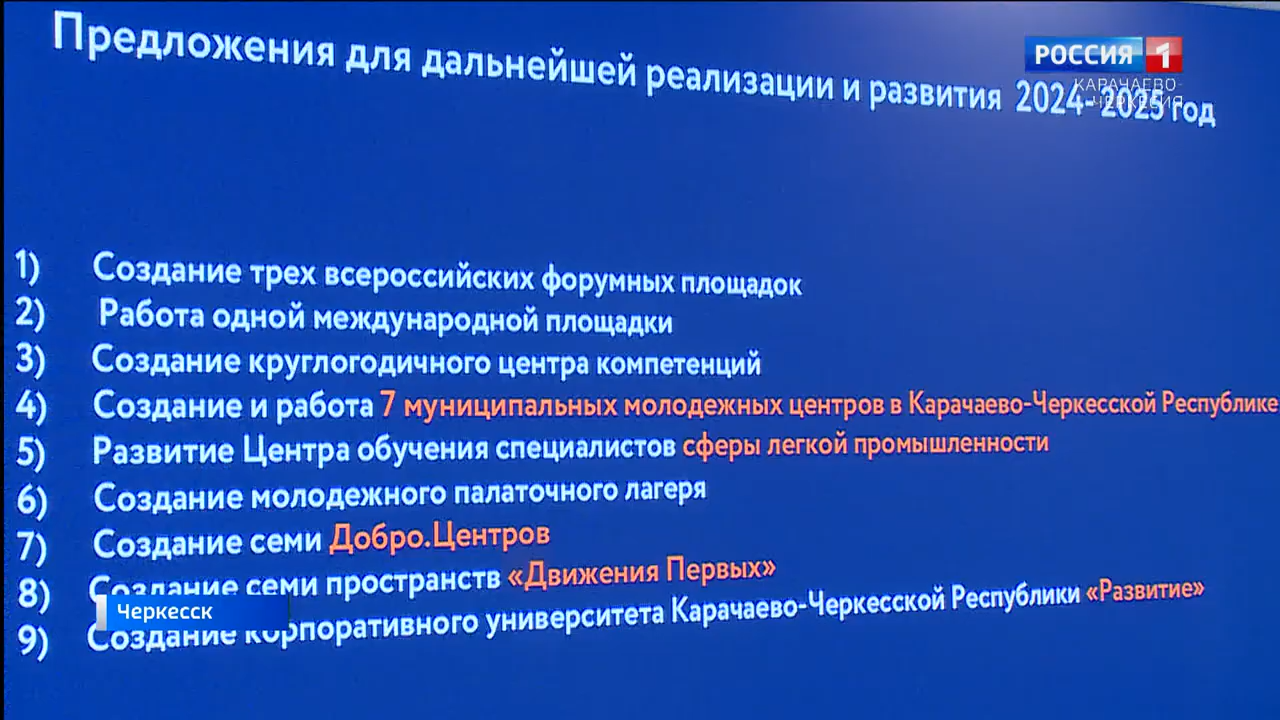 Предложения для дальнейшей реализации и развития 2024-2025 год
РОССИЯ 1
КАРАЧАЕВО-
ЧЕРКЕСИЯ
1) Создание трех всероссийских форумных площадок
2) Работа одной международной площадки
3) Создание круглогодичного центра компетенций
4) Создание и работа 7 муниципальных молодежных центров в Карачаево-Черкесской Республике
5) Развитие Центра обучения специалистов сферы легкой промышленности
6) Создание молодежного палаточного лагеря
7) Создание семи Добро.Центров
8) Создание семи пространств «Движения Первых»
9) Создание корпоративного университета Карачаево-Черкесской Республики «Развитие»
Черкесск